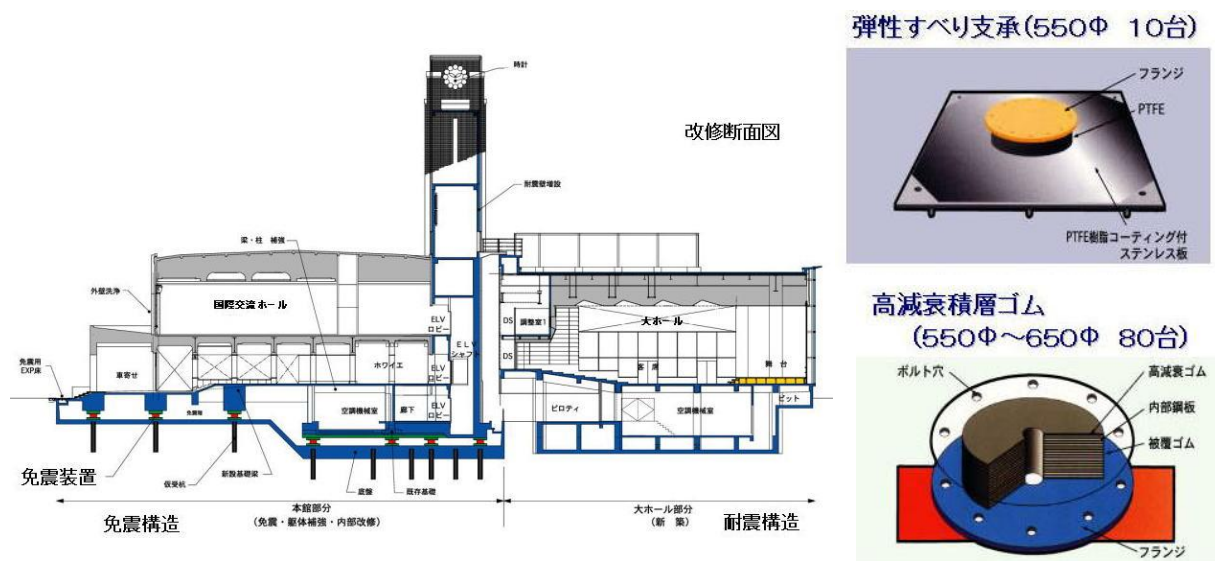 改修断面図
時計
耐震壁増設
梁・柱 補強
外壁洗浄
国際交流ホール
ELV
ロビー
DS
調整室1
大ホール
ELV
シャフト
免震用
EXP床
車寄せ
ホワイエ
ELV
ロビー
DS
客席
舞台
免震階
空調機械室
廊下
ELV
ロビー
ピロティ
空調機械室
ピット
免震装置
仮受杭
新設基礎梁
底盤
既存基礎
本館部分
(免震・躯体補強・内部改修)
大ホール部分
(新 築)
免震構造
耐震構造
弾性すべり支承(550Φ 10台)
フランジ
PTFE
PTFE樹脂コーティング付
ステンレス板
高減衰積層ゴム
(550Φ～650Φ 80台)
ボルト穴
高減衰ゴム
内部鋼板
被覆ゴム
フランジ